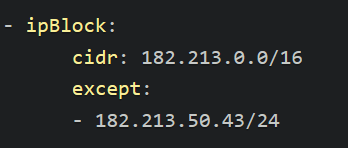 - ipBlock:
cidr: 182.213.0.0/16
except:
- 182.213.50.43/24